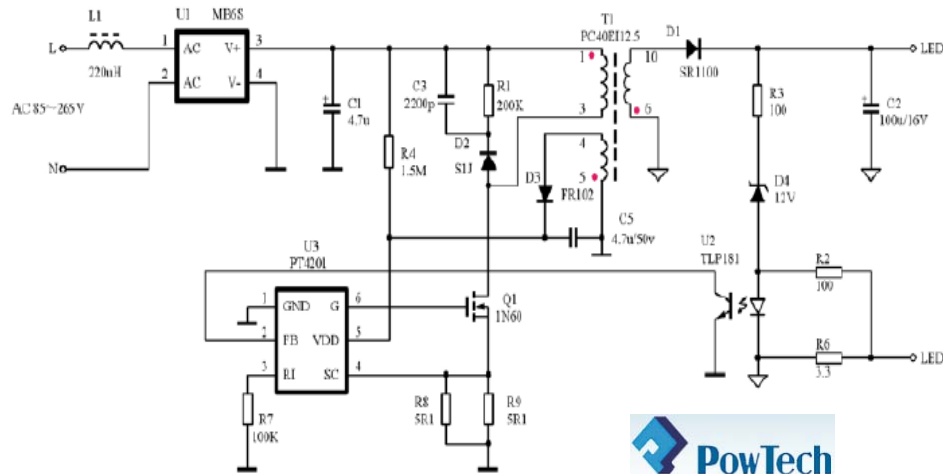 L1
220uH
U1 MB6S
1 AC V+ 3
2 AC V- 4
L
AC 85~265V
N
C1
4.7u
C3
2200p
R1
200K
D2
S1J
R4
1.5M
T1
PC40EI12.5
1
3
4
5
10
6
D3
FR102
C5
4.7u/50v
D1
SR1100
R3
100
C2
100u/16V
LED
D4
12V
U2
TLP181
R2
100
R6
3.3
LED
U3
PT4201
1 GND G 6
2 FB VDD 5
3 RI SC 4
Q1
1N60
R7
100K
R8
5R1
R9
5R1
PowTech